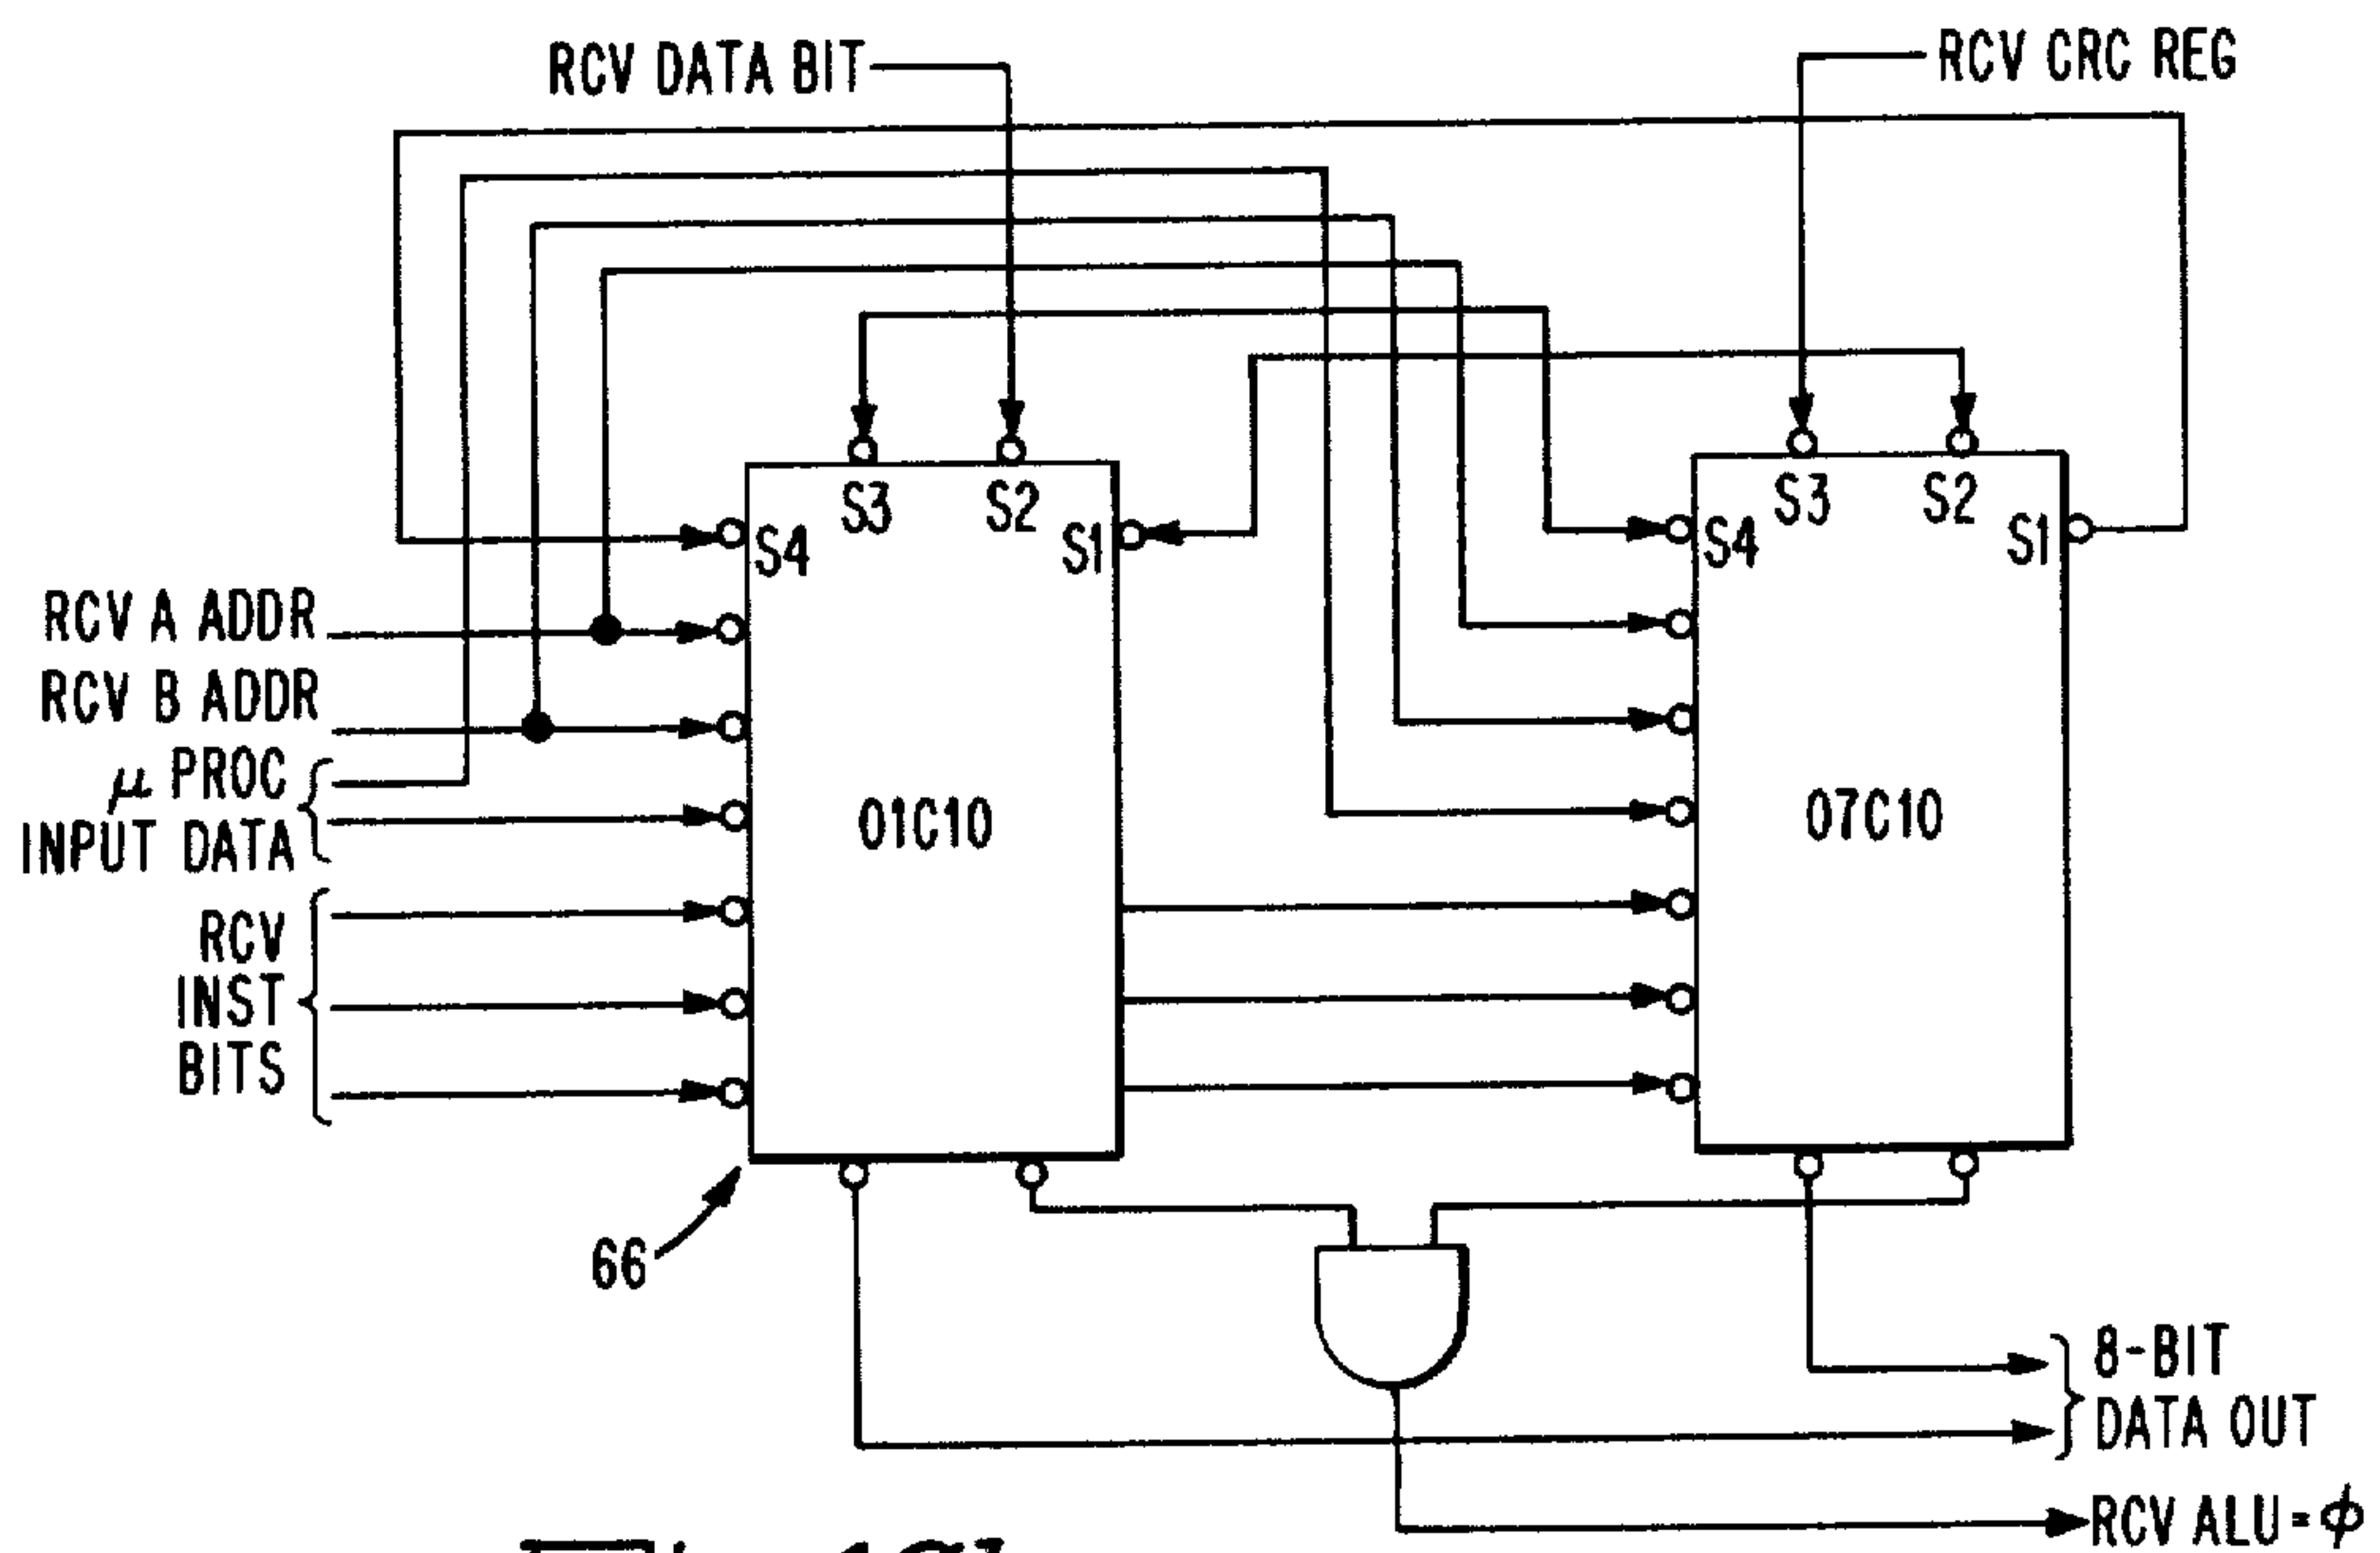 RCV DATA BIT
RCV CRC REG
S3
S2
S4
S1
S3
S2
S4
S1
RCV A ADDR
RCV B ADDR
μ PROC
INPUT DATA
RCV
INST
BITS
01C10
07C10
66
8-BIT
DATA OUT
RCV ALU = ϕ